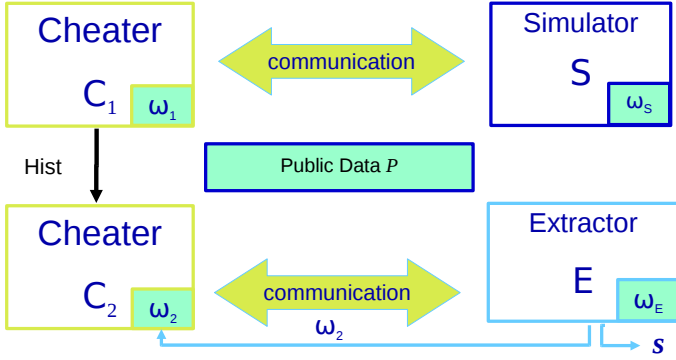 Cheater
Simulator
communication
C₁
S
ω₁
ωS
Hist
Public Data P
Cheater
Extractor
communication
C₂
E
ω₂
ωE
ω₂
s